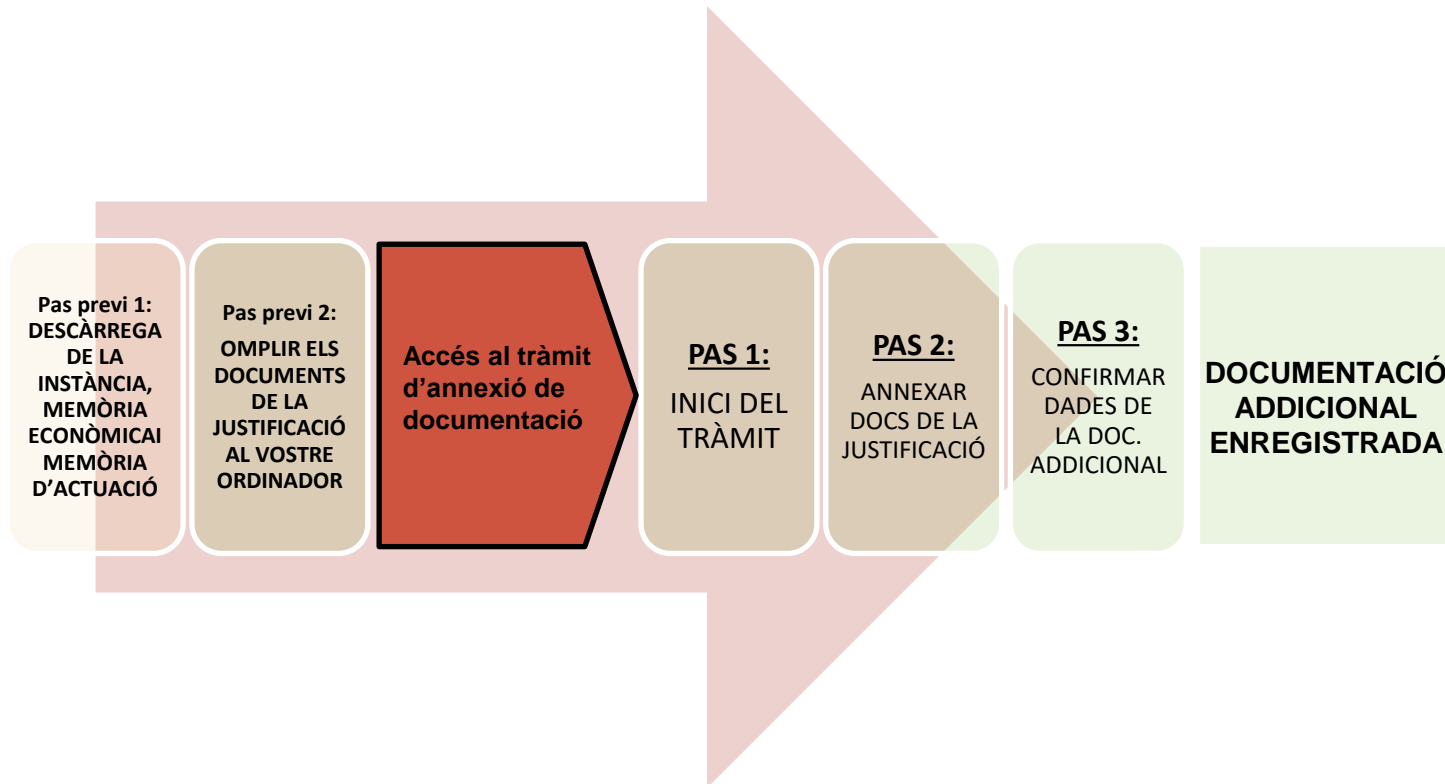 Pas previ 1:
DESCÀRREGA
DE LA
INSTÀNCIA,
MEMÒRIA
ECONÒMICAI
MEMÒRIA
D’ACTUACIÓ
Pas previ 2:
OMPLIR ELS
DOCUMENTS
DE LA
JUSTIFICACIÓ
AL VOSTRE
ORDINADOR
Accés al tràmit
d’annexió de
documentació
PAS 1:
INICI DEL
TRÀMIT
PAS 2:
ANNEXAR
DOCS DE LA
JUSTIFICACIÓ
PAS 3:
CONFIRMAR
DADES DE
LA DOC.
ADDICIONAL
DOCUMENTACIÓ
ADDICIONAL
ENREGISTRADA